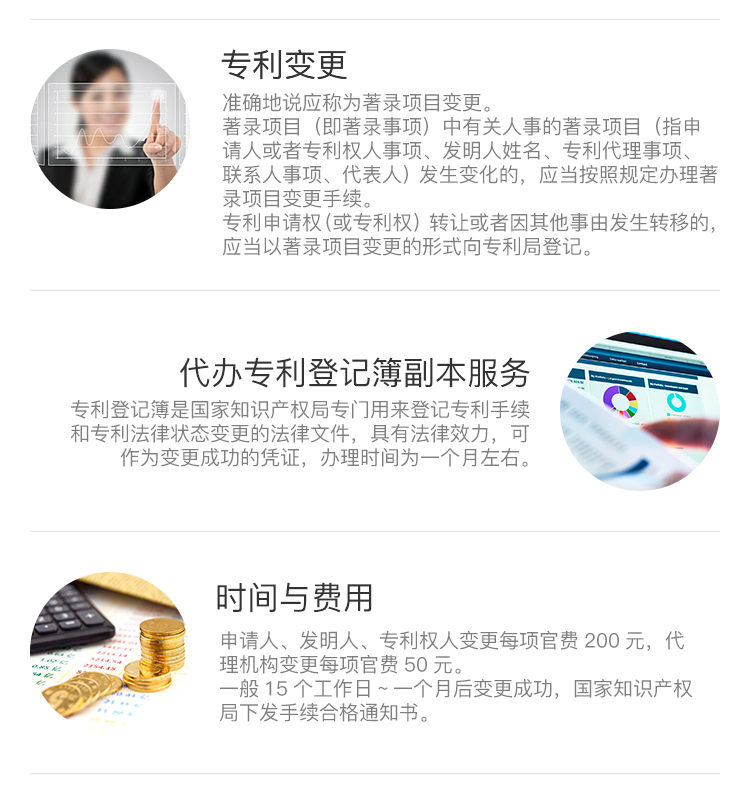 专利变更
准确地说应称为著录项目变更。
著录项目（即著录事项）中有关人事的著录项目（指申
请人或者专利权人事项、发明人姓名、专利代理事项、
联系人事项、代表人）发生变化的，应当按照规定办理著
录项目变更手续。
专利申请权（或专利权）转让或者因其他事由发生转移的，
应当以著录项目变更的形式向专利局登记。
代办专利登记簿副本服务
专利登记簿是国家知识产权局专门用来登记专利手续
和专利法律状态变更的法律文件，具有法律效力，可
作为变更成功的凭证，办理时间为一个月左右。
时间与费用
申请人、发明人、专利权人变更每项官费 200 元，代
理机构变更每项官费 50 元。
一般 15 个工作日 ~ 一个月后变更成功，国家知识产权
局下发手续合格通知书。